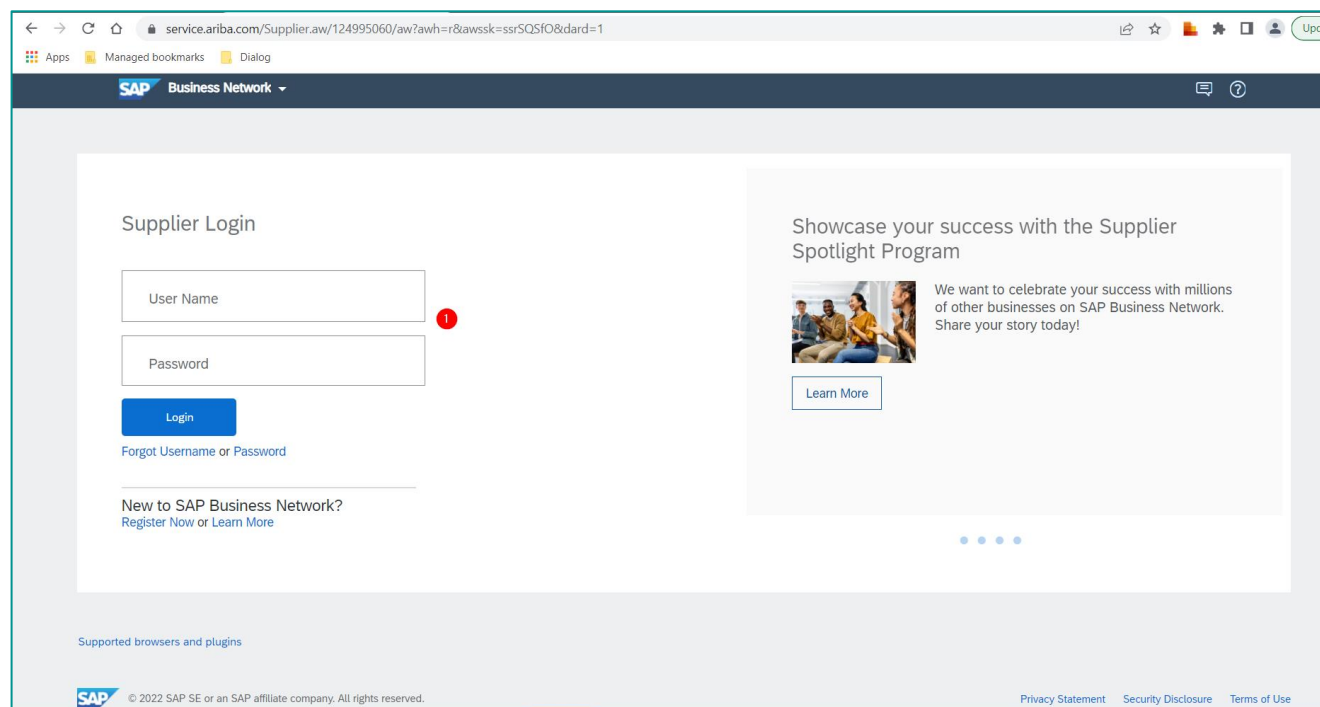 service.ariba.com/Supplier.aw/124995060/aw?awh=r&awssk=ssrSQSfO&dard=1
Apps Managed bookmarks Dialog
SAP Business Network
Supplier Login
User Name
1
Password
Login
Forgot Username or Password
New to SAP Business Network?
Register Now or Learn More
Showcase your success with the Supplier
Spotlight Program
We want to celebrate your success with millions
of other businesses on SAP Business Network.
Share your story today!
Learn More
Supported browsers and plugins
SAP © 2022 SAP SE or an SAP affiliate company. All rights reserved.
Privacy Statement Security Disclosure Terms of Use